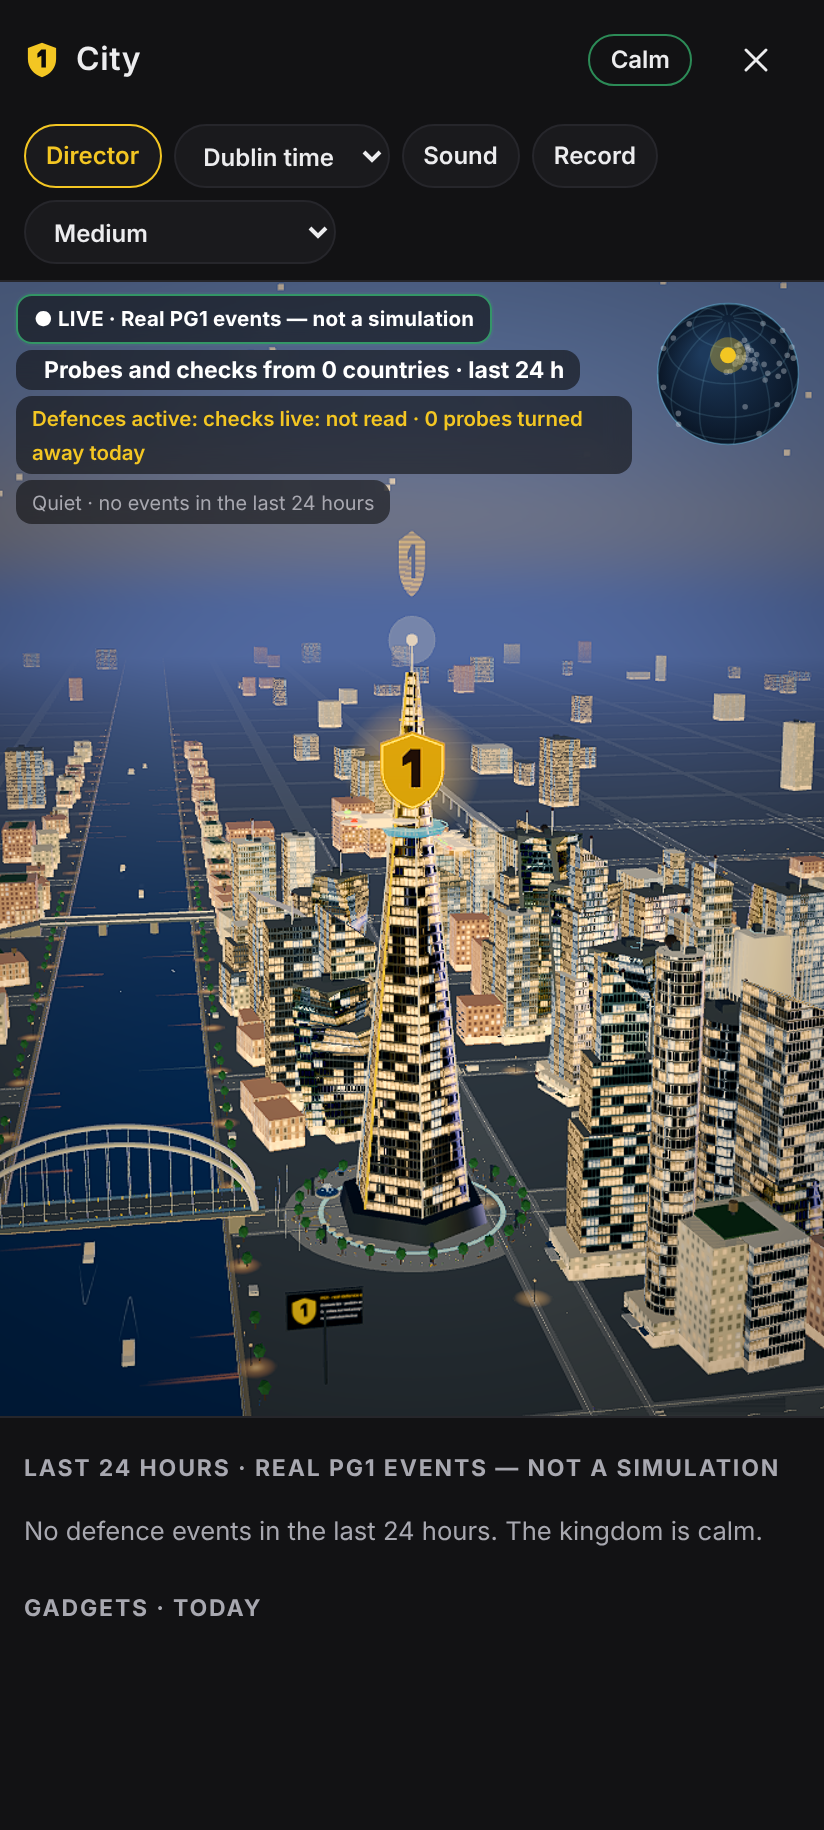 1 City
Calm
Director
Dublin time
Sound
Record
Medium
LIVE · Real PG1 events — not a simulation
Probes and checks from 0 countries · last 24 h
Defences active: checks live: not read · 0 probes turned
away today
Quiet · no events in the last 24 hours
1
1
1
LAST 24 HOURS · REAL PG1 EVENTS — NOT A SIMULATION
No defence events in the last 24 hours. The kingdom is calm.
GADGETS · TODAY